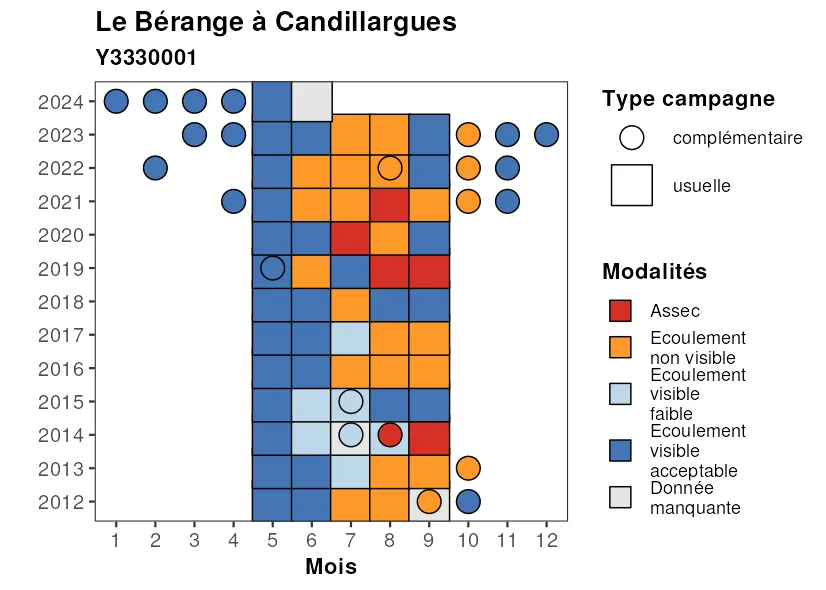 Le Bérange à Candillargues
Y3330001
2024
2023
2022
2021
2020
2019
2018
2017
2016
2015
2014
2013
2012
1 2 3 4 5 6 7 8 9 10 11 12
Mois
Type campagne
complémentaire
usuelle
Modalités
Assec
Ecoulement
non visible
Ecoulement
visible
faible
Ecoulement
visible
acceptable
Donnée
manquante